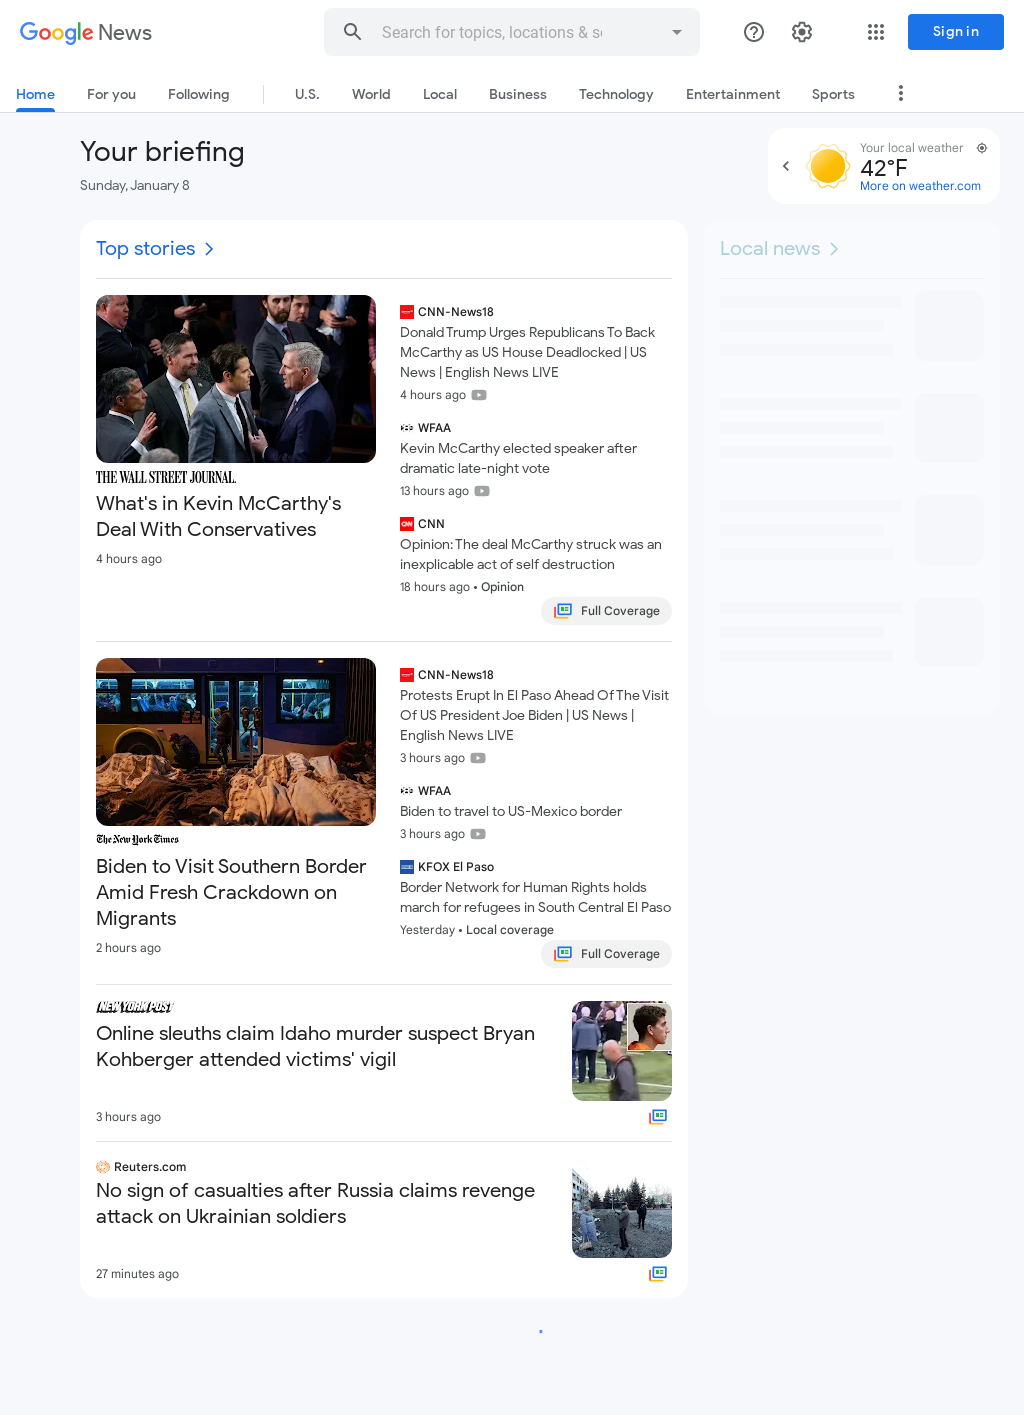 Google News
Search for topics, locations & so
Sign in
Home
For you
Following
U.S.
World
Local
Business
Technology
Entertainment
Sports
Your briefing
Sunday, January 8
Your local weather
42°F
More on weather.com
Top stories
Local news
THE WALL STREET JOURNAL.
What's in Kevin McCarthy's
Deal With Conservatives
4 hours ago
CNN-News18
Donald Trump Urges Republicans To Back
McCarthy as US House Deadlocked | US
News | English News LIVE
4 hours ago
WFAA
Kevin McCarthy elected speaker after
dramatic late-night vote
13 hours ago
CNN
CNN
Opinion: The deal McCarthy struck was an
inexplicable act of self destruction
18 hours ago • Opinion
Full Coverage
The New York Times
Biden to Visit Southern Border
Amid Fresh Crackdown on
Migrants
2 hours ago
CNN-News18
Protests Erupt In El Paso Ahead Of The Visit
Of US President Joe Biden | US News |
English News LIVE
3 hours ago
WFAA
Biden to travel to US-Mexico border
3 hours ago
KFOX El Paso
Border Network for Human Rights holds
march for refugees in South Central El Paso
Yesterday • Local coverage
Full Coverage
NEW YORK POST
Online sleuths claim Idaho murder suspect Bryan
Kohberger attended victims' vigil
3 hours ago
Reuters.com
No sign of casualties after Russia claims revenge
attack on Ukrainian soldiers
27 minutes ago